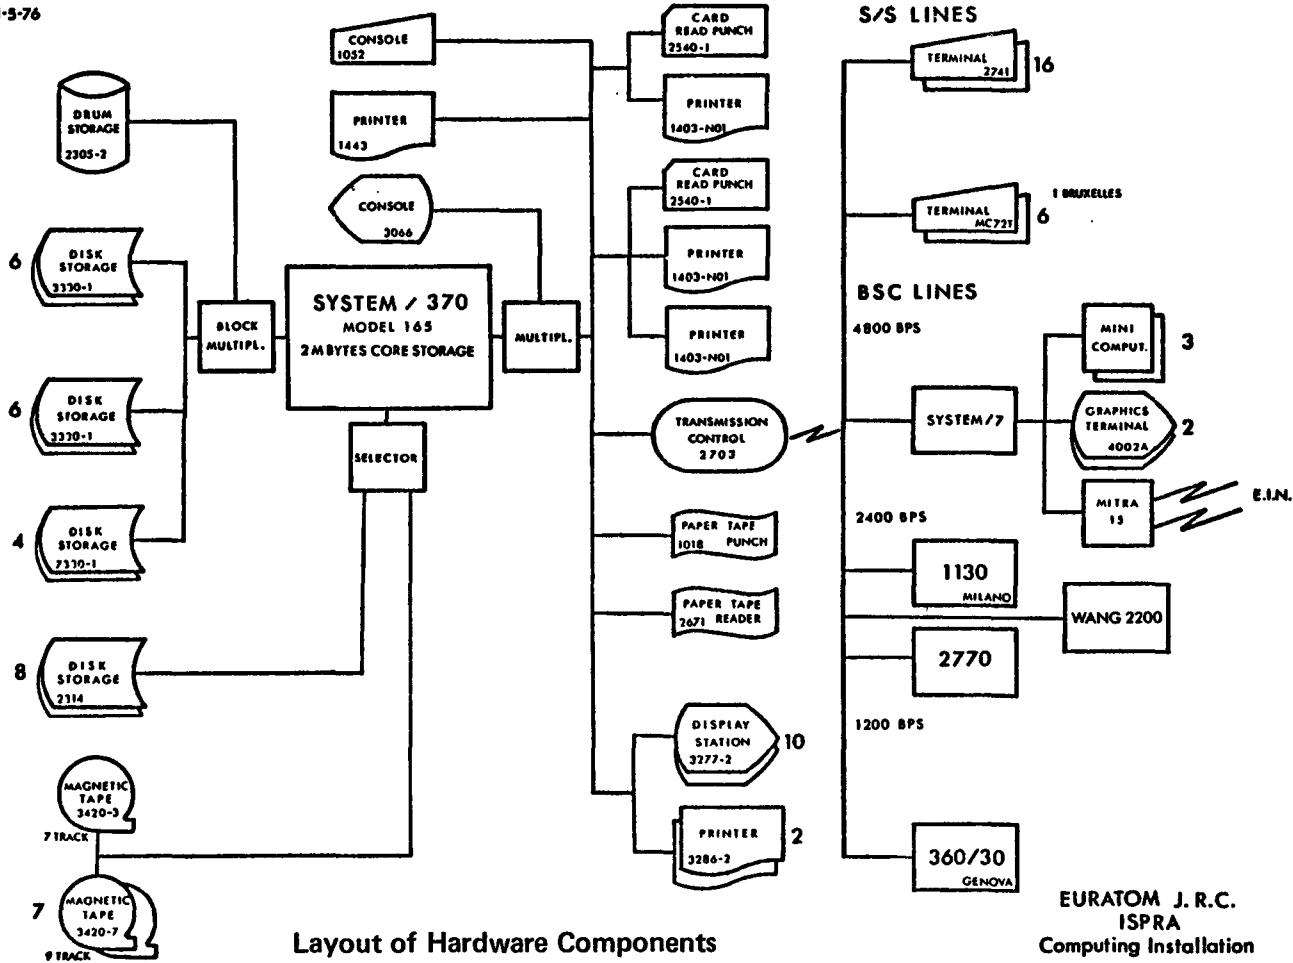 -5-76
S/S LINES
CONSOLE
1052
CARD
READ PUNCH
2540-1
TERMINAL
2741
16
DRUM
STORAGE
2305-2
PRINTER
1443
PRINTER
1403-N01
CARD
READ PUNCH
2540-1
CONSOLE
3066
TERMINAL
MC72T
6
1 BRUXELLES
6
DISK
STORAGE
3330-1
PRINTER
1403-N01
BSC LINES
SYSTEM / 370
MODEL 165
2 M BYTES CORE STORAGE
BLOCK
MULTIPL.
MULTIPL.
PRINTER
1403-N01
4800 BPS
MINI
COMPUT.
3
6
DISK
STORAGE
3330-1
SELECTOR
TRANSMISSION
CONTROL
2703
SYSTEM/7
GRAPHICS
TERMINAL
4002A
2
MITRA
15
E.I.N.
4
DISK
STORAGE
7330-1
PAPER TAPE
1018 PUNCH
2400 BPS
1130
MILANO
PAPER TAPE
2671 READER
WANG 2200
8
DISK
STORAGE
2314
2770
DISPLAY
STATION
3277-2
10
1200 BPS
MAGNETIC
TAPE
3420-3
7 TRACK
PRINTER
3286-2
2
360/30
GENOVA
7
MAGNETIC
TAPE
3420-7
9 TRACK
Layout of Hardware Components
EURATOM J.R.C.
ISPRA
Computing Installation